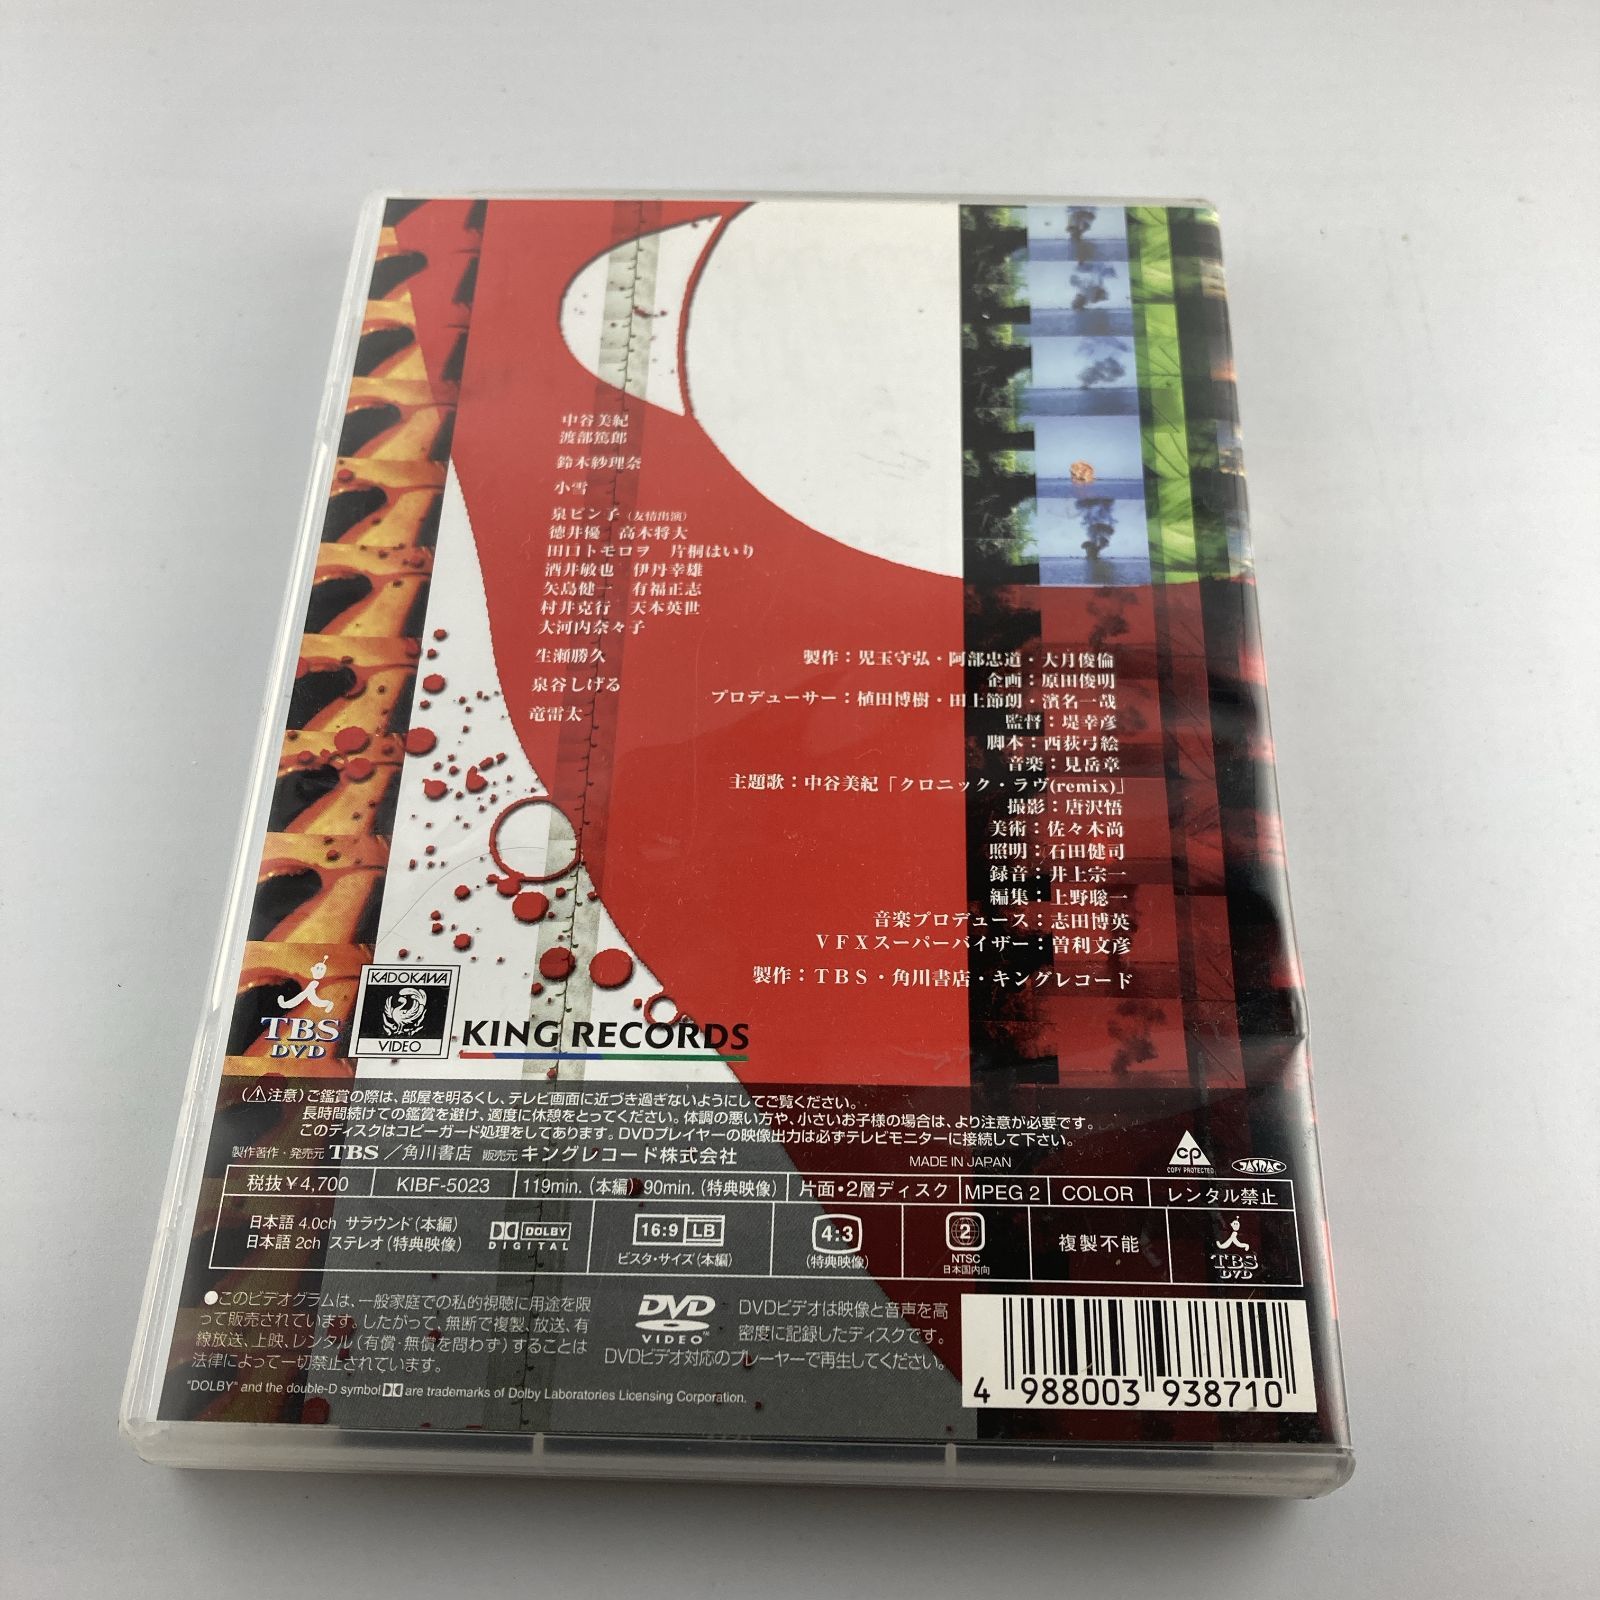 中谷美紀
渡部篤郎
鈴木紗理奈
小雪
泉ピン子(友情出演)
徳井優 高木将大
田口トモロヲ 片桐はいり
酒井敏也 伊丹幸雄
矢島健一 有福正志
村井克行 天本英世
大河内奈々子
生瀬勝久
泉谷しげる
竜雷太
製作：児玉守弘・阿部忠道・大月俊倫
企画：原田俊明
プロデューサー：植田博樹・田上節朗・濱名一哉
監督：堤幸彦
脚本：西荻弓絵
音楽：見岳章
主題歌：中谷美紀「クロニック・ラヴ(remix)」
撮影：唐沢悟
美術：佐々木尚
照明：石田健司
録音：井上宗一
編集：上野聡一
音楽プロデュース：志田博英
VFXスーパーバイザー：曽利文彦
製作：TBS・角川書店・キングレコード
TBS
DVD
KADOKAWA
VIDEO
KING RECORDS
(⚠注意)ご鑑賞の際は、部屋を明るくし、テレビ画面に近づき過ぎないようにしてご覧ください。
長時間続けての鑑賞を避け、適度に休憩をとってください。体調の悪い方や、小さいお子様の場合は、より注意が必要です。
このディスクはコピーガード処理をしてあります。DVDプレイヤーの映像出力は必ずテレビモニターに接続して下さい。
製作著作・発売元 TBS／角川書店 販売元 キングレコード株式会社
MADE IN JAPAN
CP
COPY PROTECTED
JASRAC
税抜¥4,700 KIBF-5023 119min.(本編) 90min.(特典映像) 片面・2層ディスク MPEG 2 COLOR レンタル禁止
日本語 4.0ch サラウンド(本編)
日本語 2ch ステレオ(特典映像)
DOLBY
DIGITAL
16:9 LB
ビスタ・サイズ(本編)
4:3
(特典映像)
2
NTSC
日本国内向
複製不能
TBS
DVD
●このビデオグラムは、一般家庭での私的視聴に用途を限
って販売されています。したがって、無断で複製、放送、有
線放送、上映、レンタル(有償・無償を問わず)することは
法律によって一切禁止されています。
DVD
VIDEO™
DVDビデオは映像と音声を高
密度に記録したディスクです。
DVDビデオ対応のプレーヤーで再生してください。
"DOLBY" and the double-D symbol are trademarks of Dolby Laboratories Licensing Corporation.
4 988003 938710